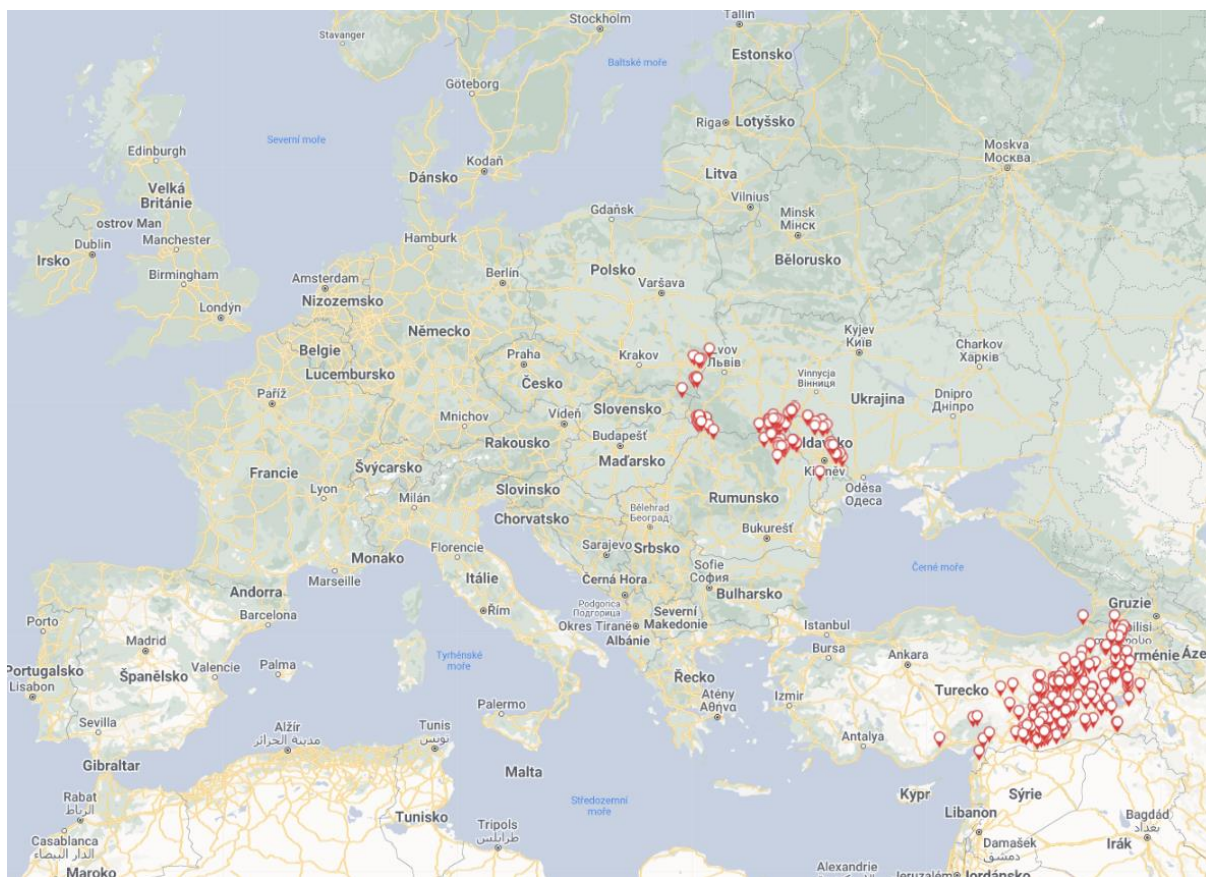 Stockholm
Tallin
Stavanger
Estonsko
Baltské moře
Göteborg
Riga
Lotyšsko
Severní moře
Moskva
Москва
Edinburgh
Kodaň
Dánsko
Litva
Velká
Británie
Vilnius
Gdaňsk
Minsk
Мінск
ostrov Man
Dublin
Manchester
Hamburk
Irsko
Bělorusko
Birmingham
Amsterdam
Berlín
Polsko
Varšava
Nizozemsko
Londýn
Německo
Kyjev
Київ
Belgie
Lvov
Львів
Charkov
Харків
Praha
Krakov
Lucembursko
Česko
Vinnycja
Вінниця
Paříž
Ukrajina
Dnipro
Дніпро
Mnichov
Vídeň
Slovensko
Rakousko
Budapešť
Maďarsko
Kišiněv
Francie
Švýcarsko
Oděsa
Одеса
Lyon
Milán
Slovinsko
Rumunsko
Chorvatsko
Bělehrad
Београд
Bukurešť
Monako
Florencie
Sarajevo
Srbsko
Marseille
Itálie
Sofie
София
Černá Hora
Černé moře
Andorra
Bulharsko
Gruzie
Podgorica
Подгорица
Porto
Barcelona
Řím
Severní
Makedonie
Okres Tirané
Istanbul
Albánie
Madrid
Bursa
Ankara
Tyrhénské
moře
Portugalsko
Valencie
Palma
Řecko
Španělsko
Turecko
Lisabon
Izmir
Atény
Αθήνα
Palermo
Sevilla
Alžír
مدينة الجزائر
Tunis
تونس
Antalya
Gibraltar
Malta
Kypr
Sýrie
Rabat
الرباط
Středozemní
moře
Libanon
Bagdád
بغداد
Tunisko
Casablanca
الدار البيضاء
Tripolis
طرابلس
Damašek
دمشق
Irák
Maroko
Alexandrie
Jordánsko